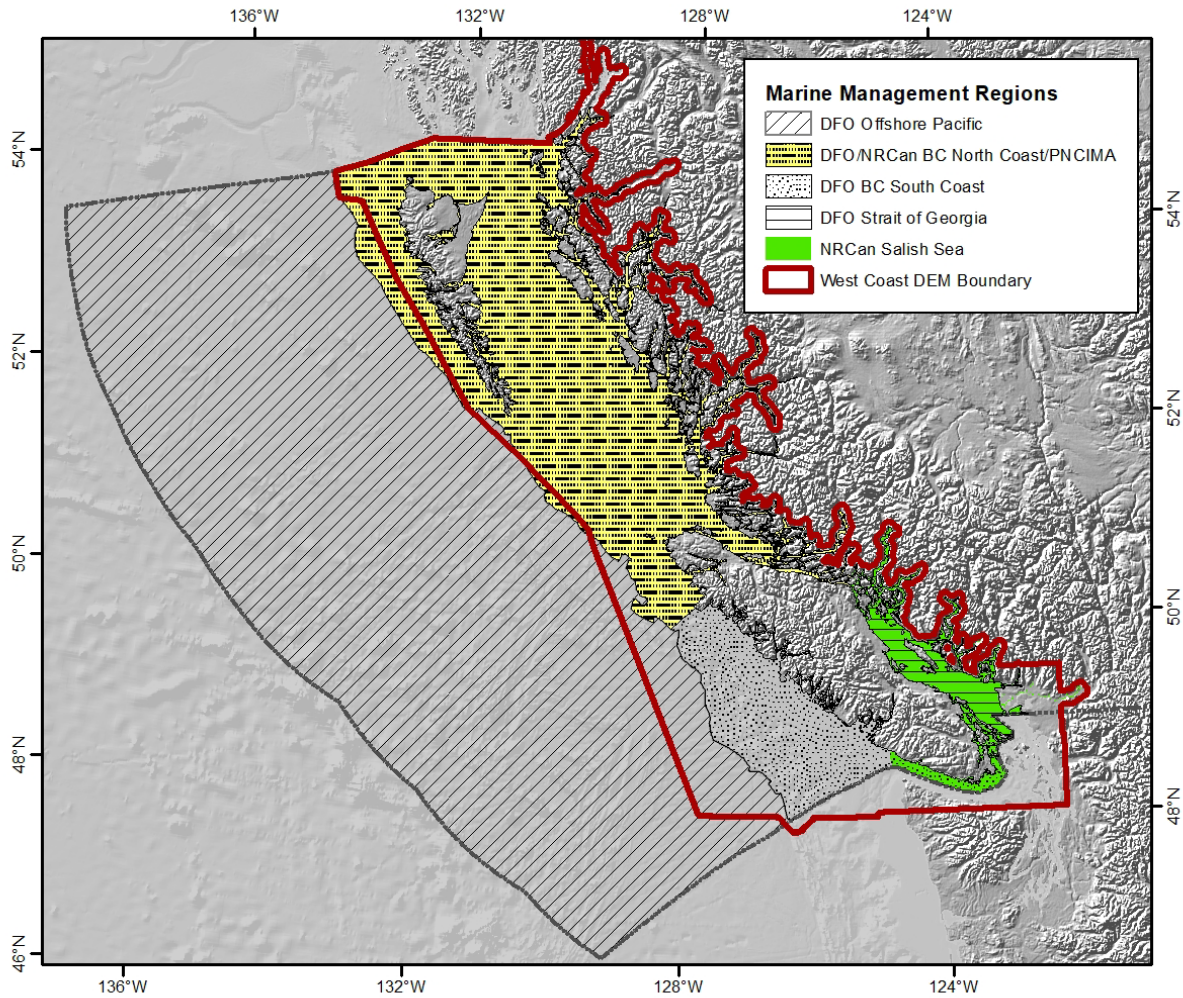 136°W 132°W 128°W 124°W
Marine Management Regions
DFO Offshore Pacific
DFO/NRCan BC North Coast/PNCIMA
DFO BC South Coast
DFO Strait of Georgia
NRCan Salish Sea
West Coast DEM Boundary
54°N
54°N
52°N
52°N
50°N
50°N
48°N
48°N
46°N
136°W 132°W 128°W 124°W